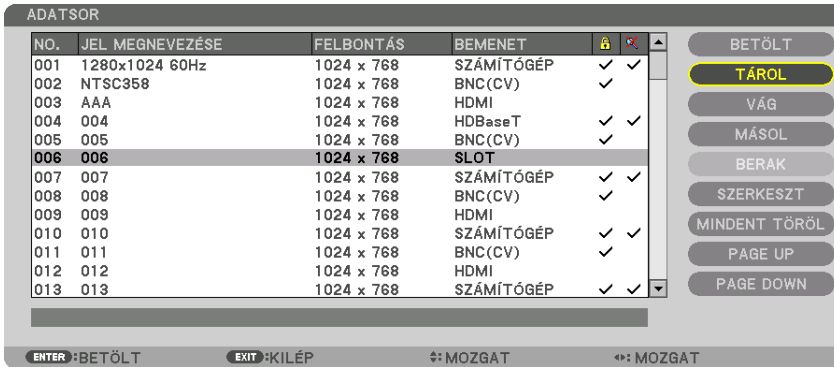 ADATSOR
NO. JEL MEGNEVEZÉSE FELBONTÁS BEMENET
001 1280x1024 60Hz 1024 x 768 SZÁMÍTÓGÉP ✓ ✓
002 NTSC358 1024 x 768 BNC(CV) ✓
003 AAA 1024 x 768 HDMI
004 004 1024 x 768 HDBaseT ✓ ✓
005 005 1024 x 768 BNC(CV) ✓
006 006 1024 x 768 SLOT
007 007 1024 x 768 SZÁMÍTÓGÉP ✓ ✓
008 008 1024 x 768 BNC(CV) ✓
009 009 1024 x 768 HDMI
010 010 1024 x 768 SZÁMÍTÓGÉP ✓ ✓
011 011 1024 x 768 BNC(CV) ✓
012 012 1024 x 768 HDMI
013 013 1024 x 768 SZÁMÍTÓGÉP ✓ ✓
BETÖLT
TÁROL
VÁG
MÁSOL
BERAK
SZERKESZT
MINDENT TÖRÖL
PAGE UP
PAGE DOWN
ENTER :BETÖLT EXIT :KILÉP :MOZGAT :MOZGAT